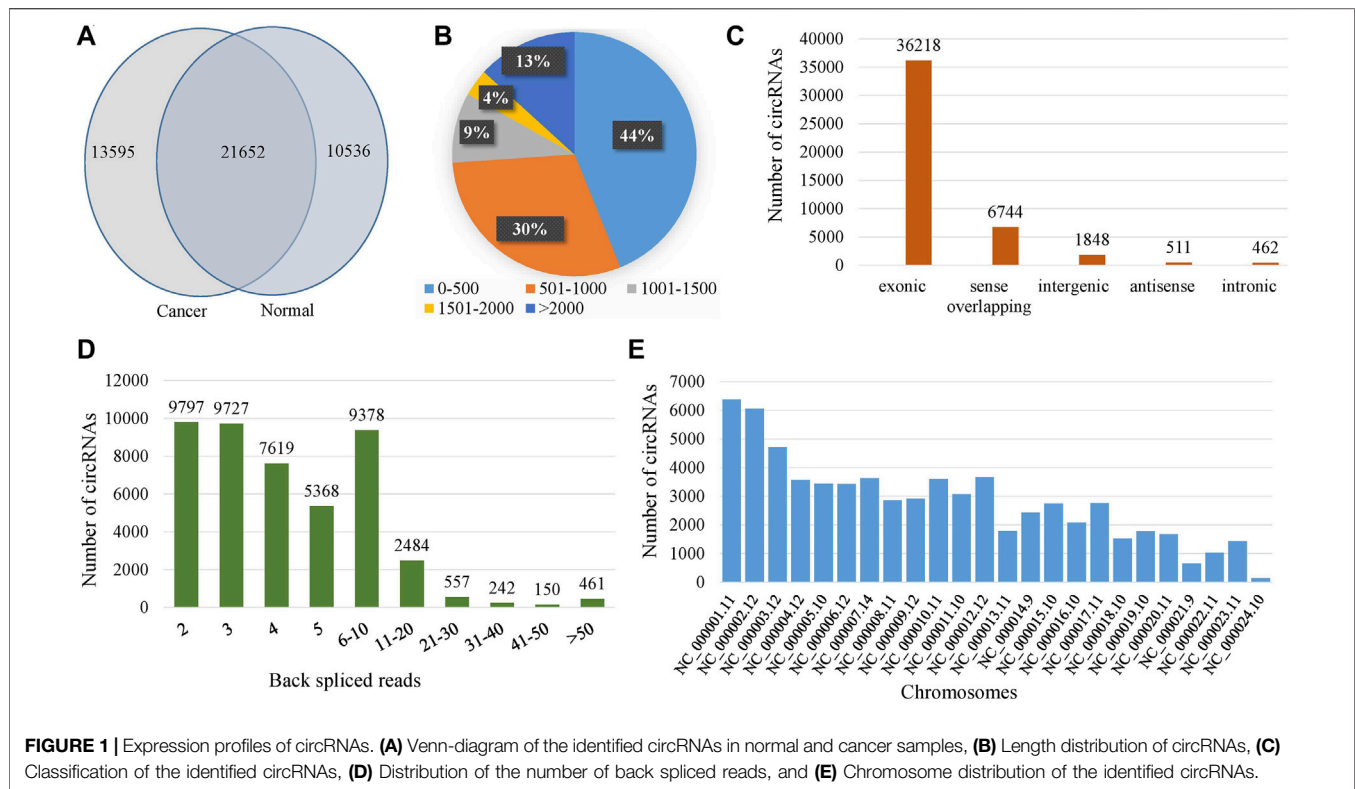 A
13595
21652
10536
Cancer
Normal
B
13%
4%
9%
44%
30%
0-500
501-1000
1001-1500
1501-2000
>2000
C
Number of circRNAs
40000
35000
30000
25000
20000
15000
10000
5000
0
36218
6744
1848
511
462
exonic
sense
overlapping
intergenic
antisense
intronic
D
Number of circRNAs
12000
10000
8000
6000
4000
2000
0
9797
9727
7619
5368
9378
2484
557
242
150
461
2
3
4
5
6-10
11-20
21-30
31-40
41-50
>50
Back spliced reads
E
Number of circRNAs
7000
6000
5000
4000
3000
2000
1000
0
NC_000001.11
NC_000002.12
NC_000003.12
NC_000004.12
NC_000005.10
NC_000006.12
NC_000007.14
NC_000008.11
NC_000009.12
NC_000010.11
NC_000011.10
NC_000012.12
NC_000013.11
NC_000014.9
NC_000015.10
NC_000016.10
NC_000017.11
NC_000018.10
NC_000019.10
NC_000020.11
NC_000021.9
NC_000022.11
NC_000023.11
NC_000024.10
Chromosomes
FIGURE 1 | Expression profiles of circRNAs. (A) Venn-diagram of the identified circRNAs in normal and cancer samples, (B) Length distribution of circRNAs, (C)
Classification of the identified circRNAs, (D) Distribution of the number of back spliced reads, and (E) Chromosome distribution of the identified circRNAs.